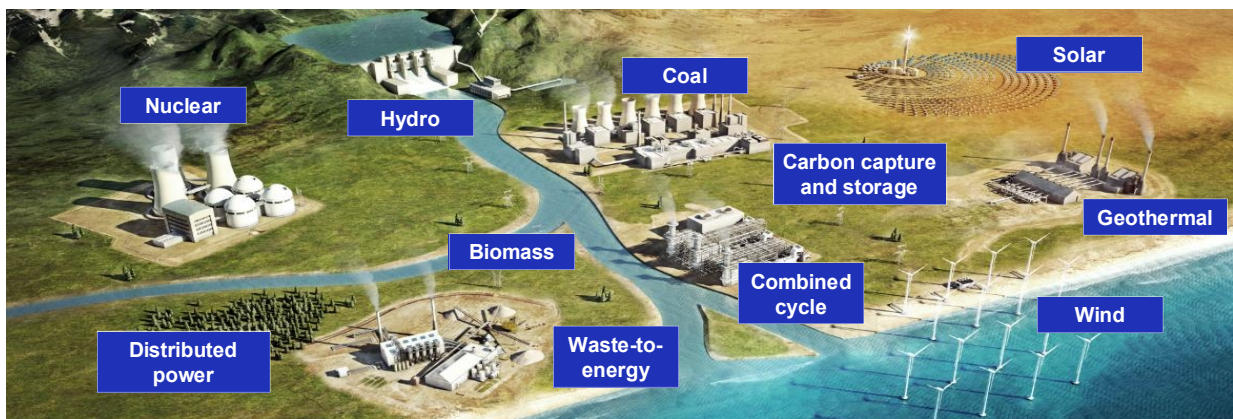 Solar
Coal
Nuclear
Hydro
Carbon capture
and storage
Geothermal
Biomass
Combined
cycle
Wind
Distributed
power
Waste-to-
energy